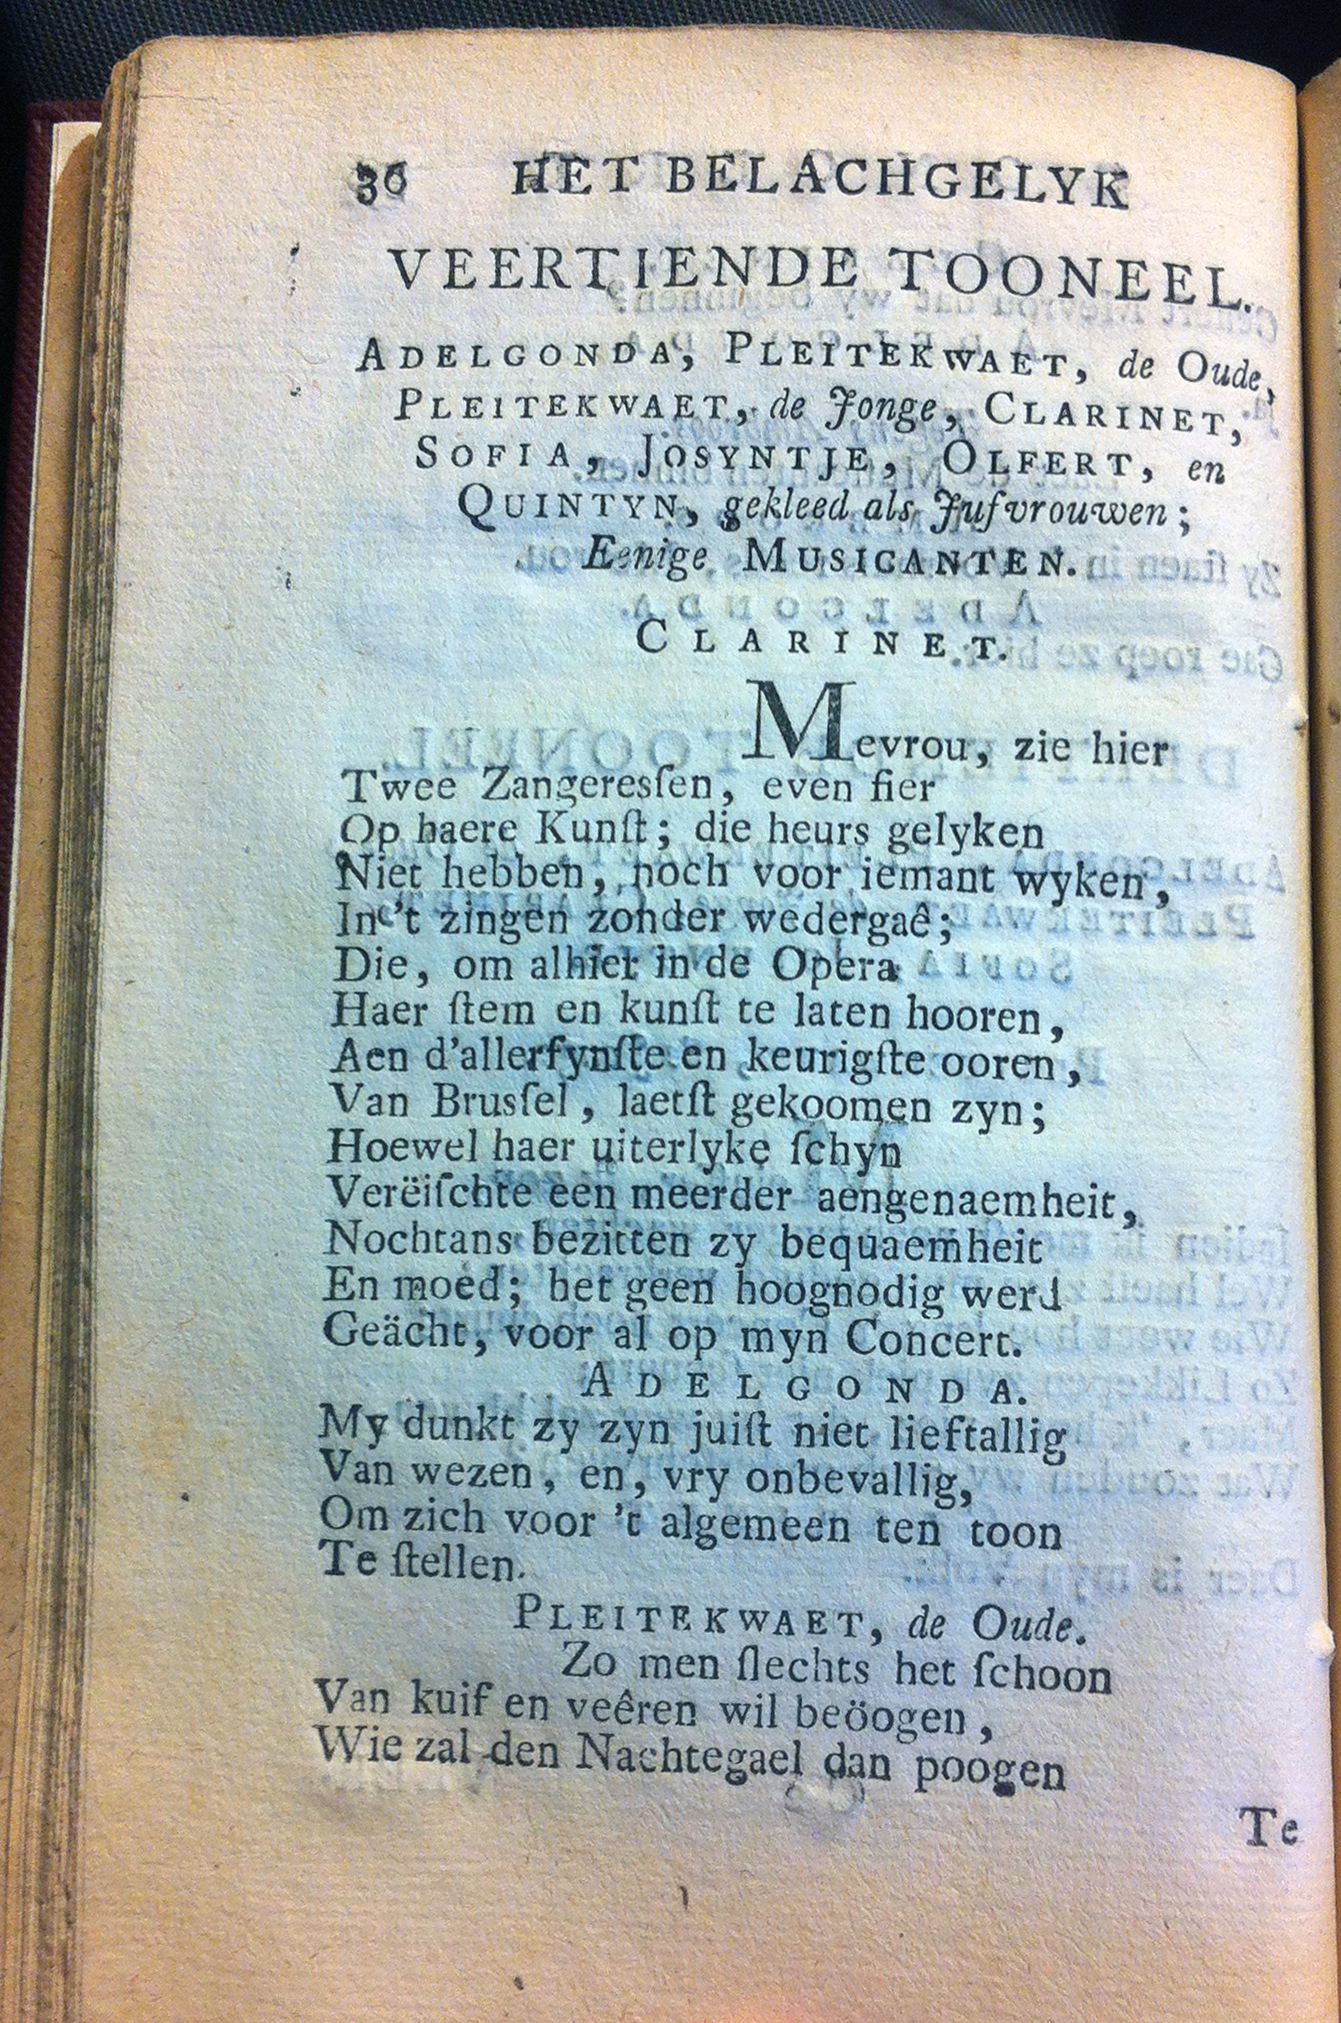 36 HET BELACHGELYK
VEERTIENDE TOONEEL.
ADELGONDA, PLEITEKWAET, de Oude,
PLEITEKWAET, de Jonge, CLARINET,
SOFIA, JOSYNTJE, OLFERT, en
QUINTYN, gekleed als Jufvrouwen;
Eenige MUSICANTEN.
CLARINET.
Mevrou, zie hier
Twee Zangeresſen, even fier
Op haere Kunſt; die heurs gelyken
Niet hebben, noch voor iemant wyken,
In 't zingen zonder wedergaê;
Die, om alhier in de Opera
Haer ſtem en kunſt te laten hooren,
Aen d'allerfynſte en keurigſte ooren,
Van Brusſel, laetſt gekoomen zyn;
Hoewel haer uiterlyke ſchyn
Verëiſchte een meerder aengenaemheit,
Nochtans bezitten zy bequaemheit
En moed; het geen hoognodig werd
Geächt, voor al op myn Concert.
ADELGONDA.
My dunkt zy zyn juiſt niet lieftallig
Van wezen, en, vry onbevallig,
Om zich voor 't algemeen ten toon
Te ſtellen.
PLEITEKWAET, de Oude.
Zo men ſlechts het ſchoon
Van kuif en veêren wil beöogen,
Wie zal den Nachtegael dan poogen
Te